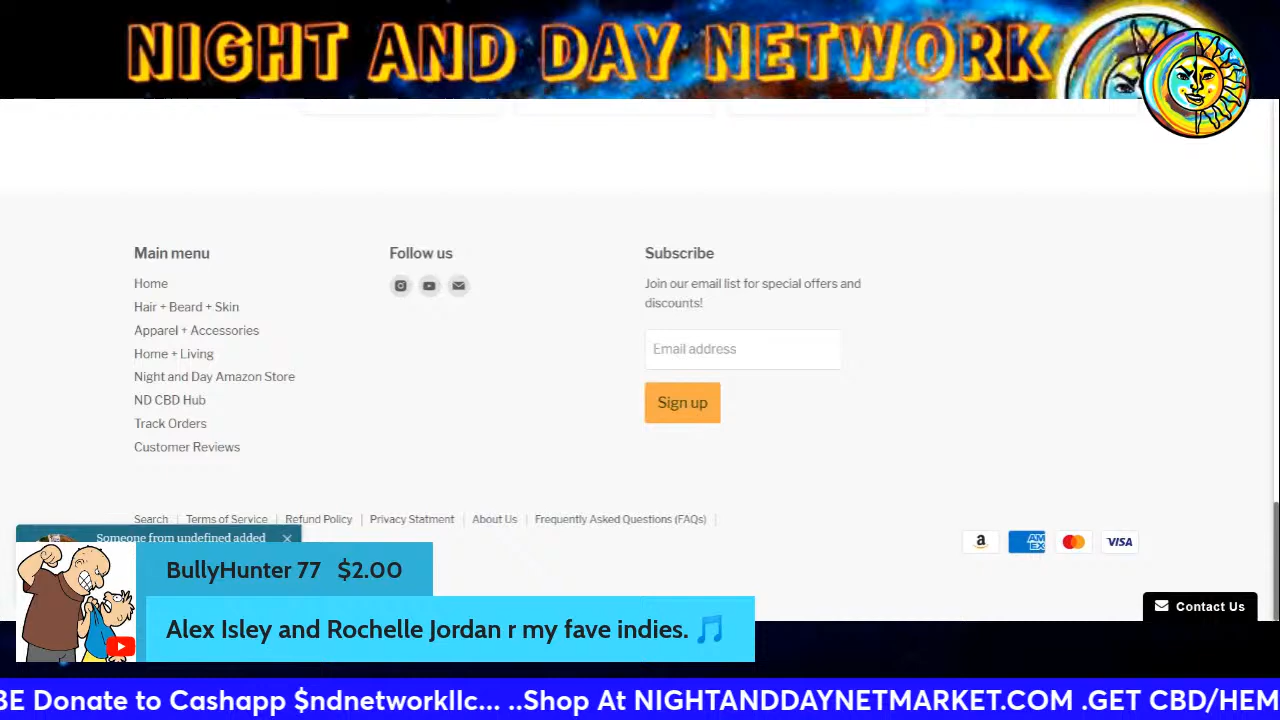 NIGHT AND DAY NETWORK
Main menu
Home
Hair + Beard + Skin
Apparel + Accessories
Home + Living
Night and Day Amazon Store
ND CBD Hub
Track Orders
Customer Reviews
Follow us
Subscribe
Join our email list for special offers and
discounts!
Email address
Sign up
Search | Terms of Service | Refund Policy | Privacy Statment | About Us | Frequently Asked Questions (FAQs) |
Someone from undefined added
a
AM
EX
VISA
Contact Us
BullyHunter 77 $2.00
Alex Isley and Rochelle Jordan r my fave indies. 🎵
BE Donate to Cashapp $ndnetworkllc... ..Shop At NIGHTANDDAYNETMARKET.COM .GET CBD/HEM